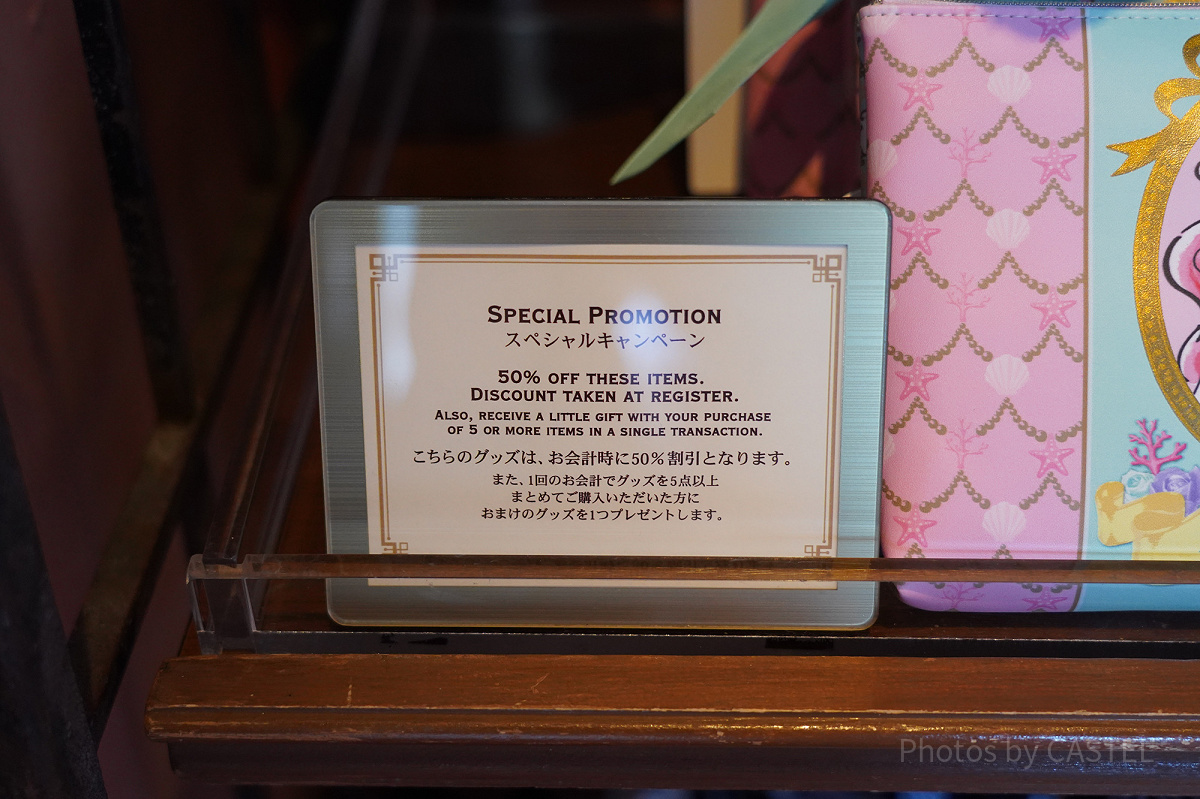 SPECIAL PROMOTION
スペシャルキャンペーン
50% OFF THESE ITEMS.
DISCOUNT TAKEN AT REGISTER.
ALSO, RECEIVE A LITTLE GIFT WITH YOUR PURCHASE
OF 5 OR MORE ITEMS IN A SINGLE TRANSACTION.
こちらのグッズは、お会計時に50%割引となります。
また、1回のお会計でグッズを5点以上
まとめてご購入いただいた方に
おまけのグッズを1つプレゼントします。
Photos by CASTEL